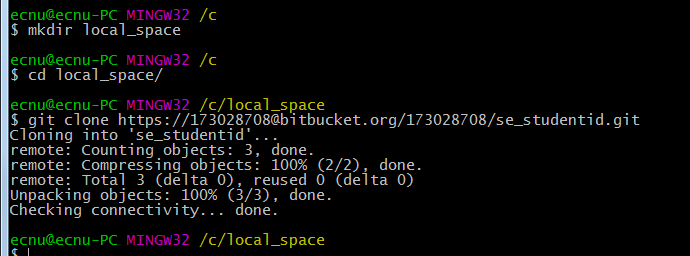 ecnu@ecnu-PC MINGW32 /c
$ mkdir local_space
ecnu@ecnu-PC MINGW32 /c
$ cd local_space/
ecnu@ecnu-PC MINGW32 /c/local_space
$ git clone https://173028708@bitbucket.org/173028708/se_studentid.git
Cloning into 'se_studentid'...
remote: Counting objects: 3, done.
remote: Compressing objects: 100% (2/2), done.
remote: Total 3 (delta 0), reused 0 (delta 0)
Unpacking objects: 100% (3/3), done.
Checking connectivity... done.
ecnu@ecnu-PC MINGW32 /c/local_space
$